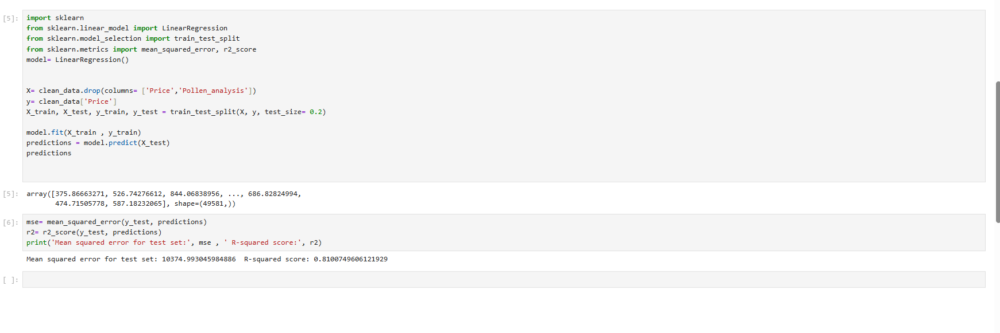 [5]:
import sklearn
from sklearn.linear_model import LinearRegression
from sklearn.model_selection import train_test_split
from sklearn.metrics import mean_squared_error, r2_score
model= LinearRegression()
X= clean_data.drop(columns= ['Price','Pollen_analysis'])
y= clean_data['Price']
X_train, X_test, y_train, y_test = train_test_split(X, y, test_size= 0.2)
model.fit(X_train , y_train)
predictions = model.predict(X_test)
predictions
[5]:
array([375.86663271, 526.74276612, 844.06838956, ..., 686.82824994,
       474.71505778, 587.18232065], shape=(49581,))
[6]:
mse= mean_squared_error(y_test, predictions)
r2= r2_score(y_test, predictions)
print('Mean squared error for test set:', mse , ' R-squared score:', r2)
Mean squared error for test set: 10374.993045984886  R-squared score: 0.8100749606121929
[ ]: